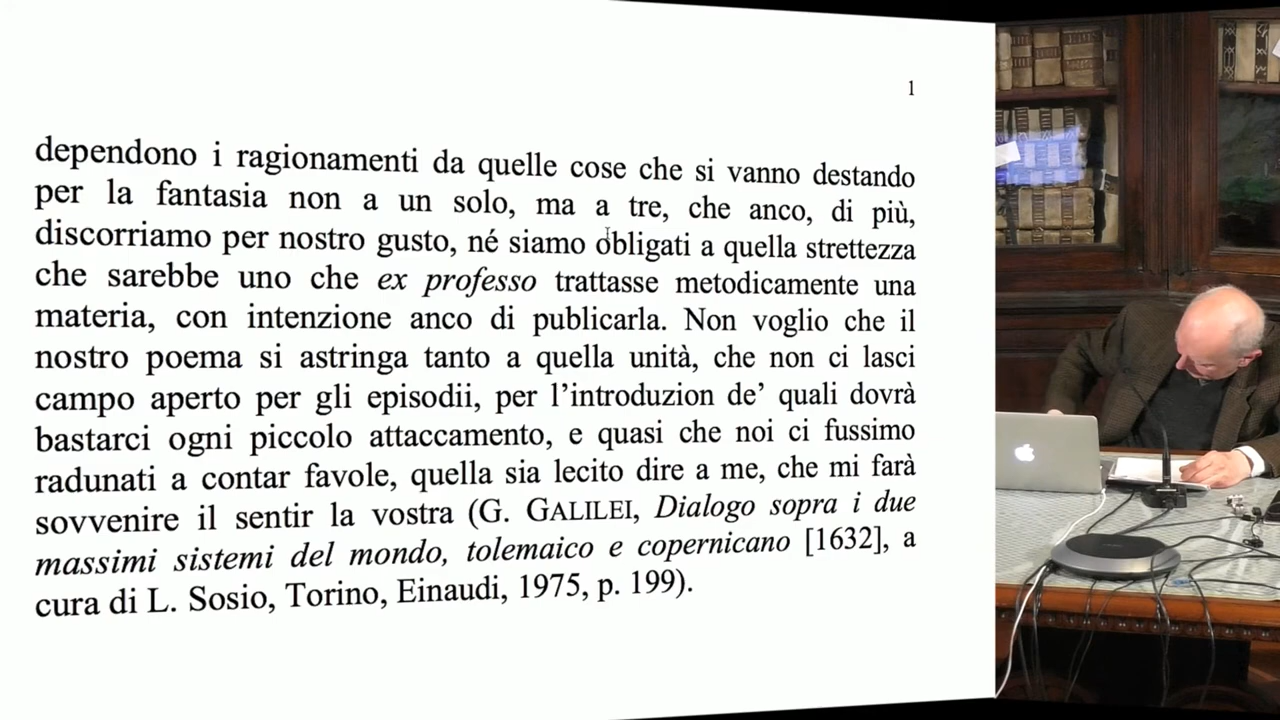 1
dependono i ragionamenti da quelle cose che si vanno destando
per la fantasia non a un solo, ma a tre, che anco, di più,
discorriamo per nostro gusto, né siamo obligati a quella strettezza
che sarebbe uno che ex professo trattasse metodicamente una
materia, con intenzione anco di publicarla. Non voglio che il
nostro poema si astringa tanto a quella unità, che non ci lasci
campo aperto per gli episodii, per l’introduzion de’ quali dovrà
bastarci ogni piccolo attaccamento, e quasi che noi ci fussimo
radunati a contar favole, quella sia lecito dire a me, che mi farà
sovvenire il sentir la vostra (G. GALILEI, Dialogo sopra i due
massimi sistemi del mondo, tolemaico e copernicano [1632], a
cura di L. Sosio, Torino, Einaudi, 1975, p. 199).